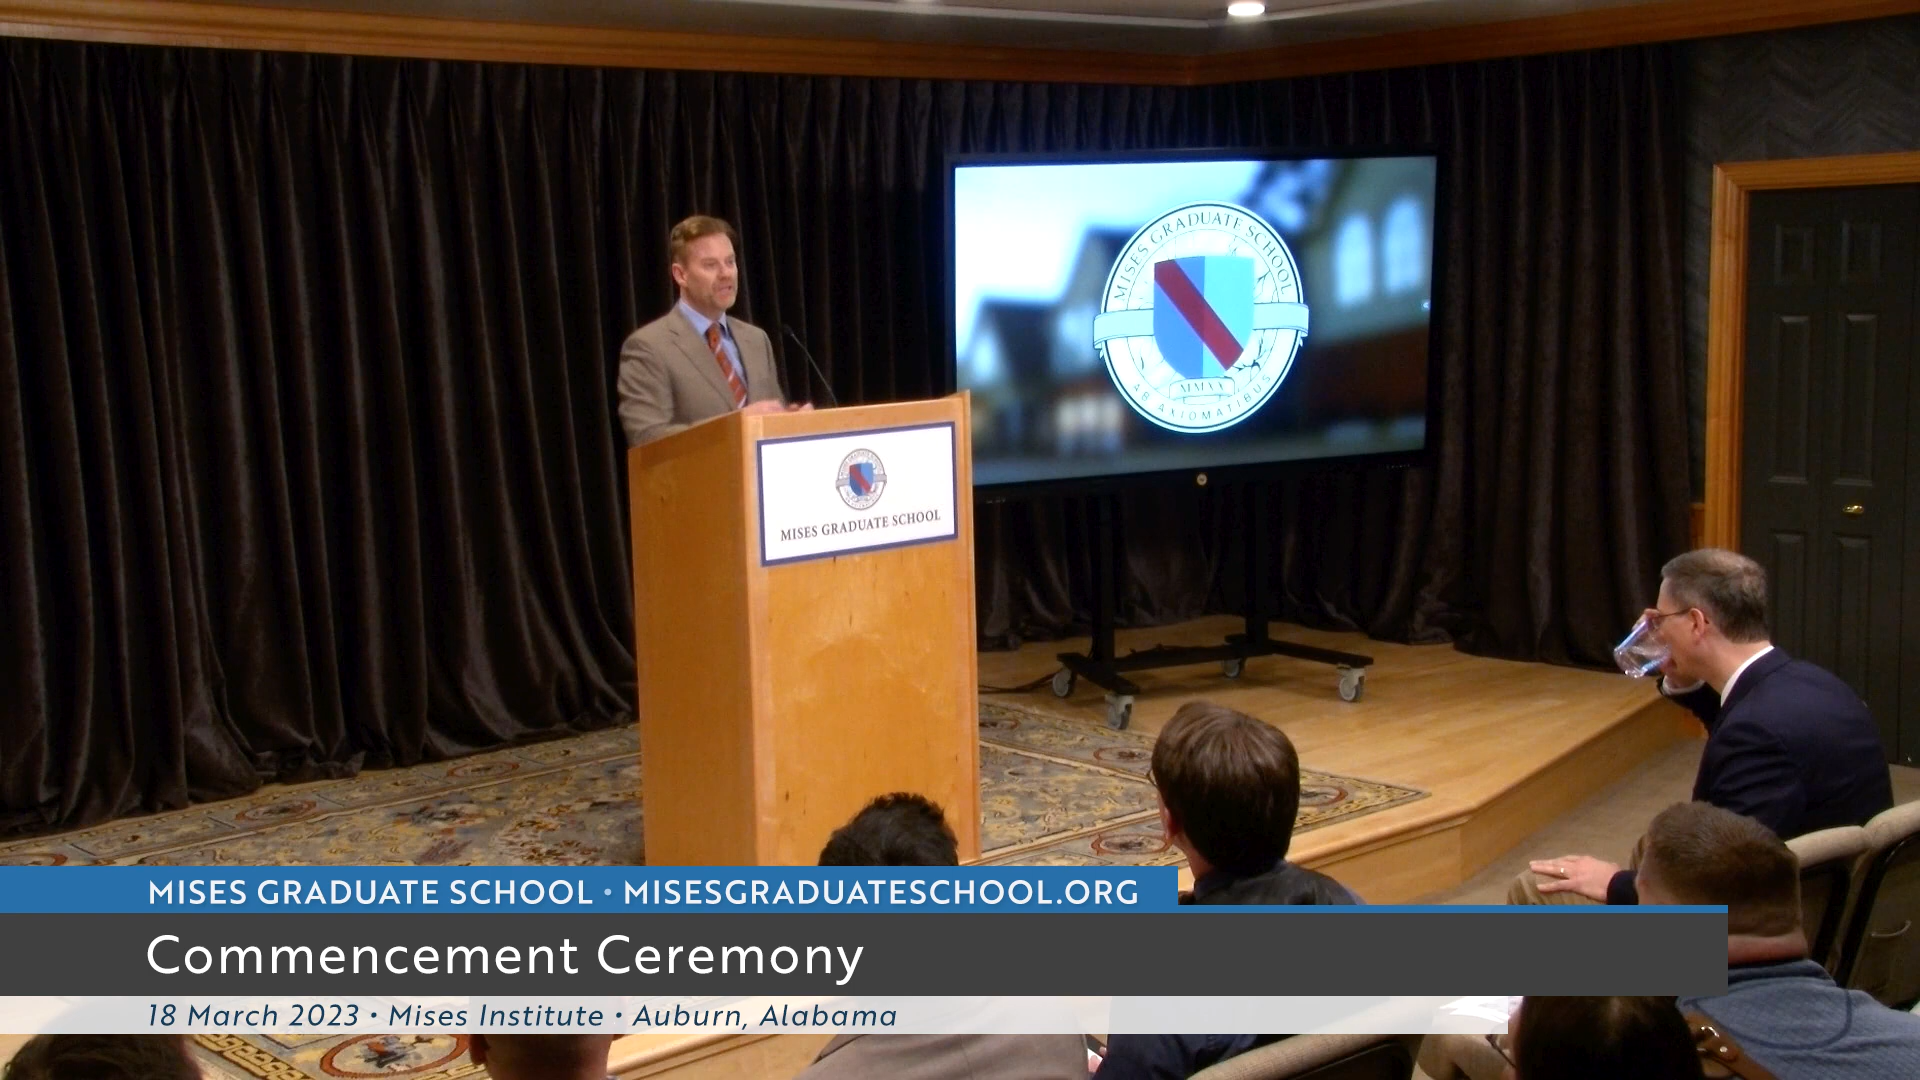 MISES GRADUATE SCHOOL
MMXX
AB AXIOMATIBUS
MISES GRADUATE SCHOOL
MISES GRADUATE SCHOOL • MISESGRADUATESCHOOL.ORG
Commencement Ceremony
18 March 2023 • Mises Institute • Auburn, Alabama